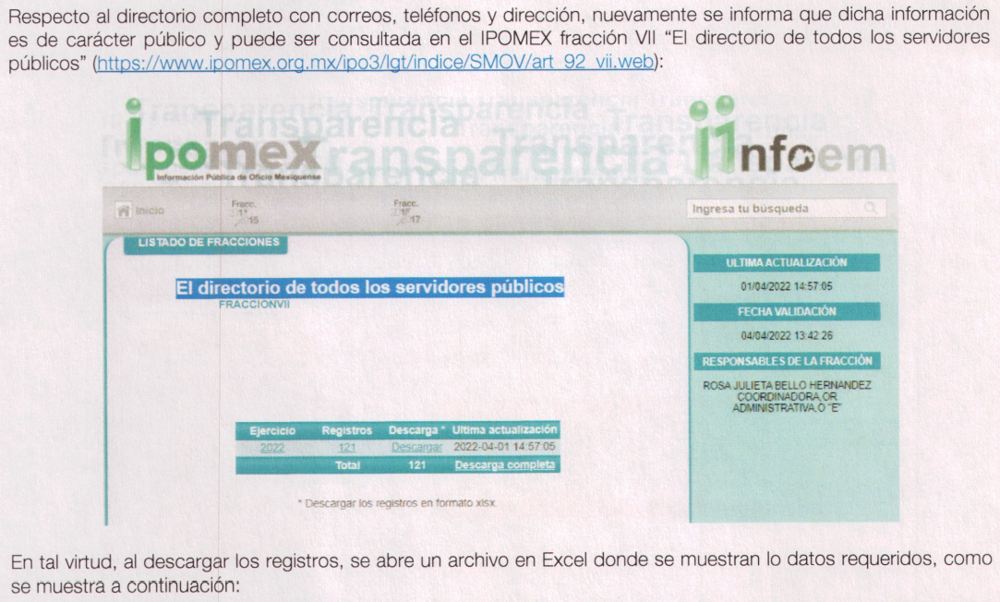 Respecto al directorio completo con correos, teléfonos y dirección, nuevamente se informa que dicha información
es de carácter público y puede ser consultada en el IPOMEX fracción VII “El directorio de todos los servidores
públicos” (https://www.ipomex.org.mx/ipo3/lgt/indice/SMOV/art_92_vii.web):
Transparencia
ipomex
Información Pública de Oficio Mexiquense
infoem
Inicio
Fracc.
Fracc.
15
17
Ingresa tu búsqueda
LISTADO DE FRACCIONES
El directorio de todos los servidores públicos
FRACCIÓN VII
ULTIMA ACTUALIZACIÓN
01/04/2022 14:57:05
FECHA VALIDACIÓN
04/04/2022 13:42:26
RESPONSABLES DE LA FRACCIÓN
ROSA JULIETA BELLO HERNANDEZ
COORDINADORA,OR
ADMINISTRATIVA,O "E"
Ejercicio Registros Descarga * Ultima actualización
2022 121 Descargar 2022-04-01 14:57:05
Total 121 Descarga completa
* Descargar los registros en formato xlsx.
En tal virtud, al descargar los registros, se abre un archivo en Excel donde se muestran lo datos requeridos, como
se muestra a continuación: